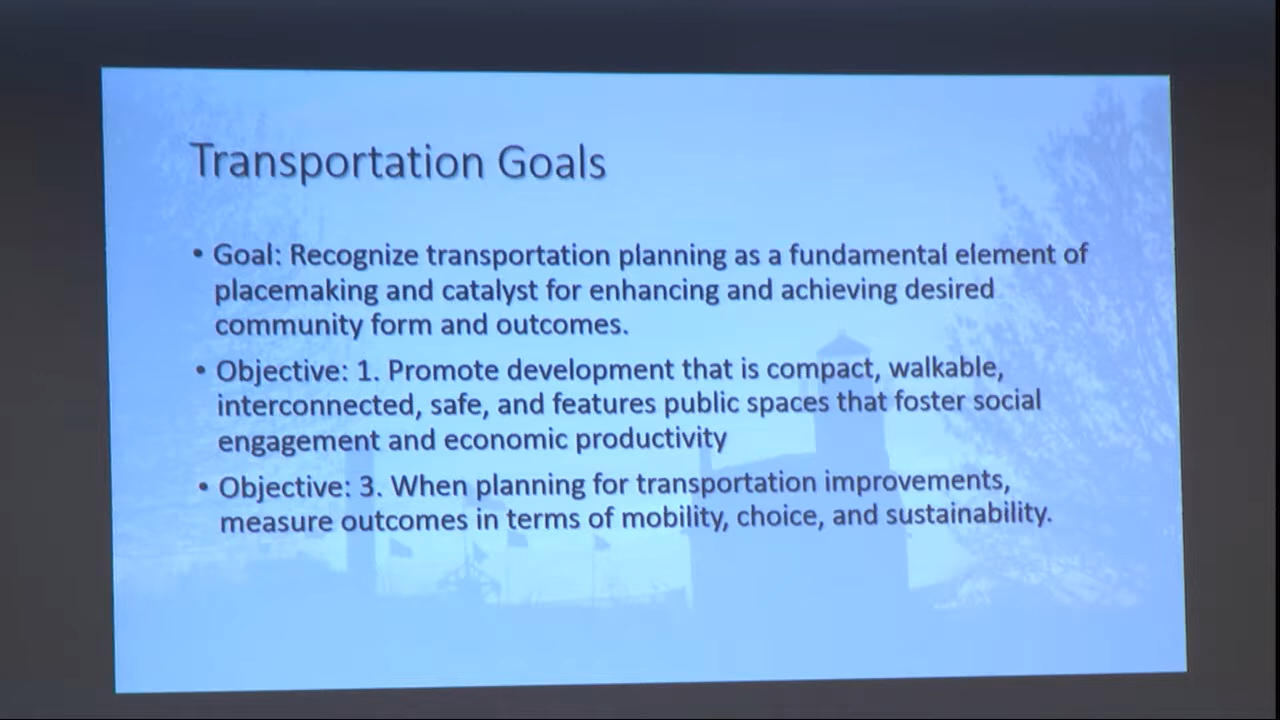 Transportation Goals
• Goal: Recognize transportation planning as a fundamental element of
placemaking and catalyst for enhancing and achieving desired
community form and outcomes.
• Objective: 1. Promote development that is compact, walkable,
interconnected, safe, and features public spaces that foster social
engagement and economic productivity
• Objective: 3. When planning for transportation improvements,
measure outcomes in terms of mobility, choice, and sustainability.